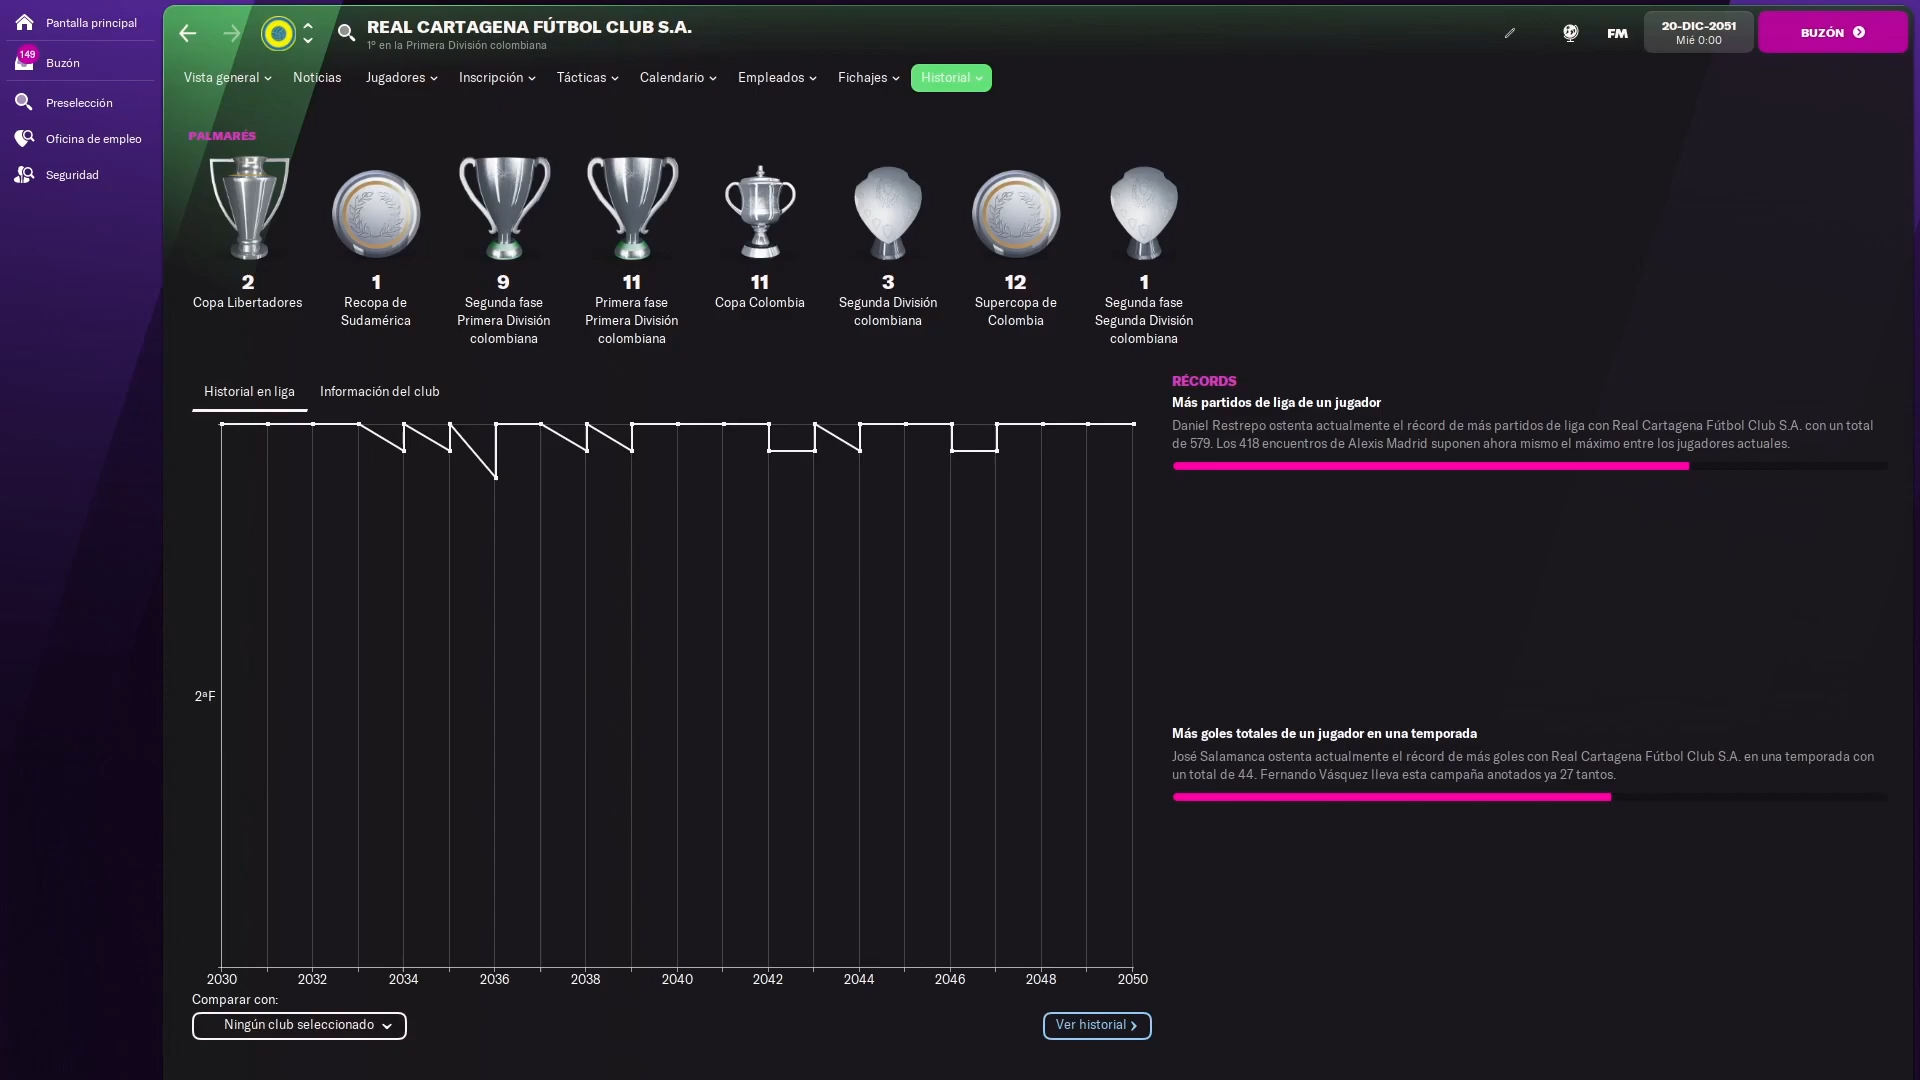 Pantalla principal
149
Buzón
Preselección
Oficina de empleo
Seguridad
REAL CARTAGENA FÚTBOL CLUB S.A.
1º en la Primera División colombiana
FM
20-DIC-2051
Mié 0:00
BUZÓN
Vista general
Noticias
Jugadores
Inscripción
Tácticas
Calendario
Empleados
Fichajes
Historial
PALMARÉS
2
Copa Libertadores
1
Recopa de
Sudamérica
9
Segunda fase
Primera División
colombiana
11
Primera fase
Primera División
colombiana
11
Copa Colombia
3
Segunda División
colombiana
12
Supercopa de
Colombia
1
Segunda fase
Segunda División
colombiana
Historial en liga
Información del club
2ªF
2030
2032
2034
2036
2038
2040
2042
2044
2046
2048
2050
Comparar con:
Ningún club seleccionado
Ver historial
RÉCORDS
Más partidos de liga de un jugador
Daniel Restrepo ostenta actualmente el récord de más partidos de liga con Real Cartagena Fútbol Club S.A. con un total
de 579. Los 418 encuentros de Alexis Madrid suponen ahora mismo el máximo entre los jugadores actuales.
Más goles totales de un jugador en una temporada
José Salamanca ostenta actualmente el récord de más goles con Real Cartagena Fútbol Club S.A. en una temporada con
un total de 44. Fernando Vásquez lleva esta campaña anotados ya 27 tantos.